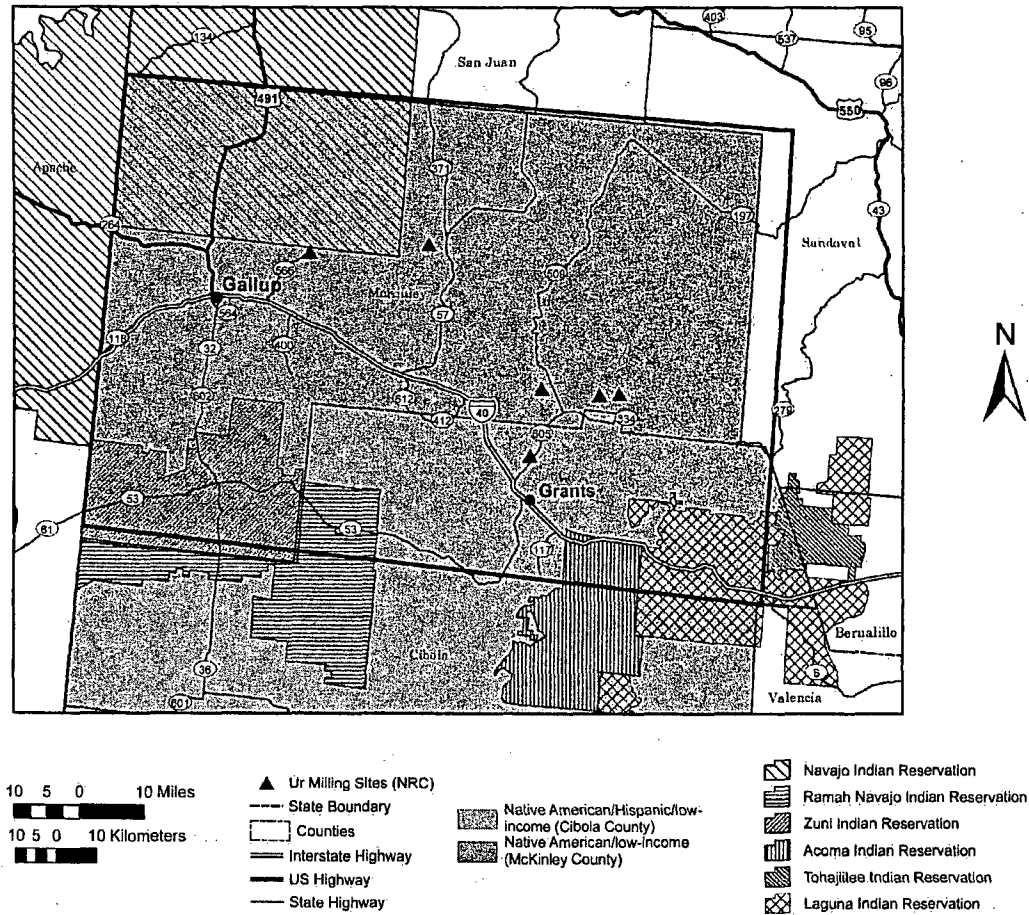 403
537
95
134
San Juan
96
491
550
Apache
371
197
43
264
Sandoval
509
566
Gallup
McKinley
564
57
118
32
400
N
602
612
412
40
279
334
605
Grants
53
53
61
117
Bernalillo
Cibola
36
6
Valencia
601
10 5 0 10 Miles
10 5 0 10 Kilometers
Ur Milling Sites (NRC)
State Boundary
Counties
Interstate Highway
US Highway
State Highway
Native American/Hispanic/low-
income (Cibola County)
Native American/low-income
(McKinley County)
Navajo Indian Reservation
Ramah Navajo Indian Reservation
Zuni Indian Reservation
Acoma Indian Reservation
Tohajiilee Indian Reservation
Laguna Indian Reservation